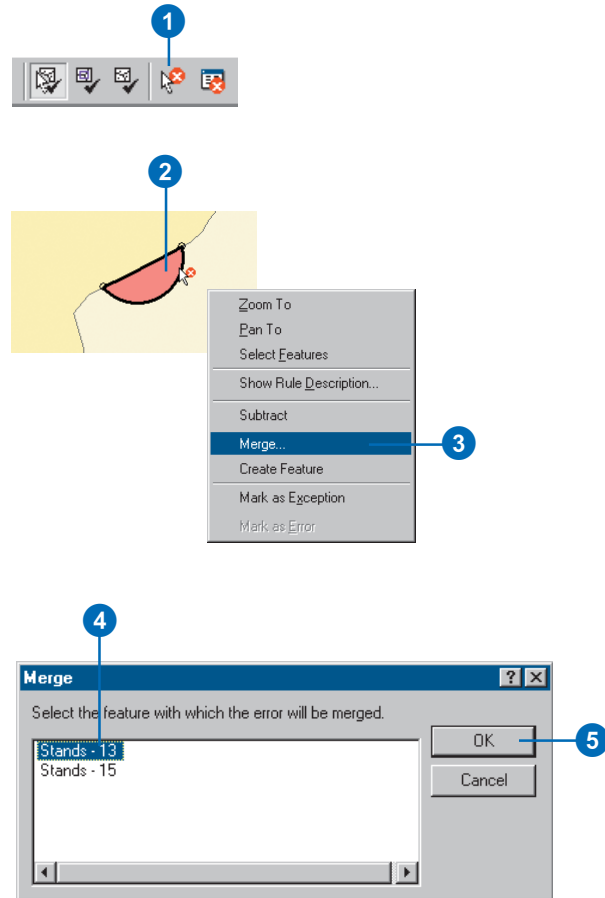 1
2
Zoom To
Pan To
Select Features
Show Rule Description...
Subtract
Merge...
3
Create Feature
Mark as Exception
Mark as Error
4
Merge
Select the feature with which the error will be merged.
Stands - 13
Stands - 15
OK
5
Cancel